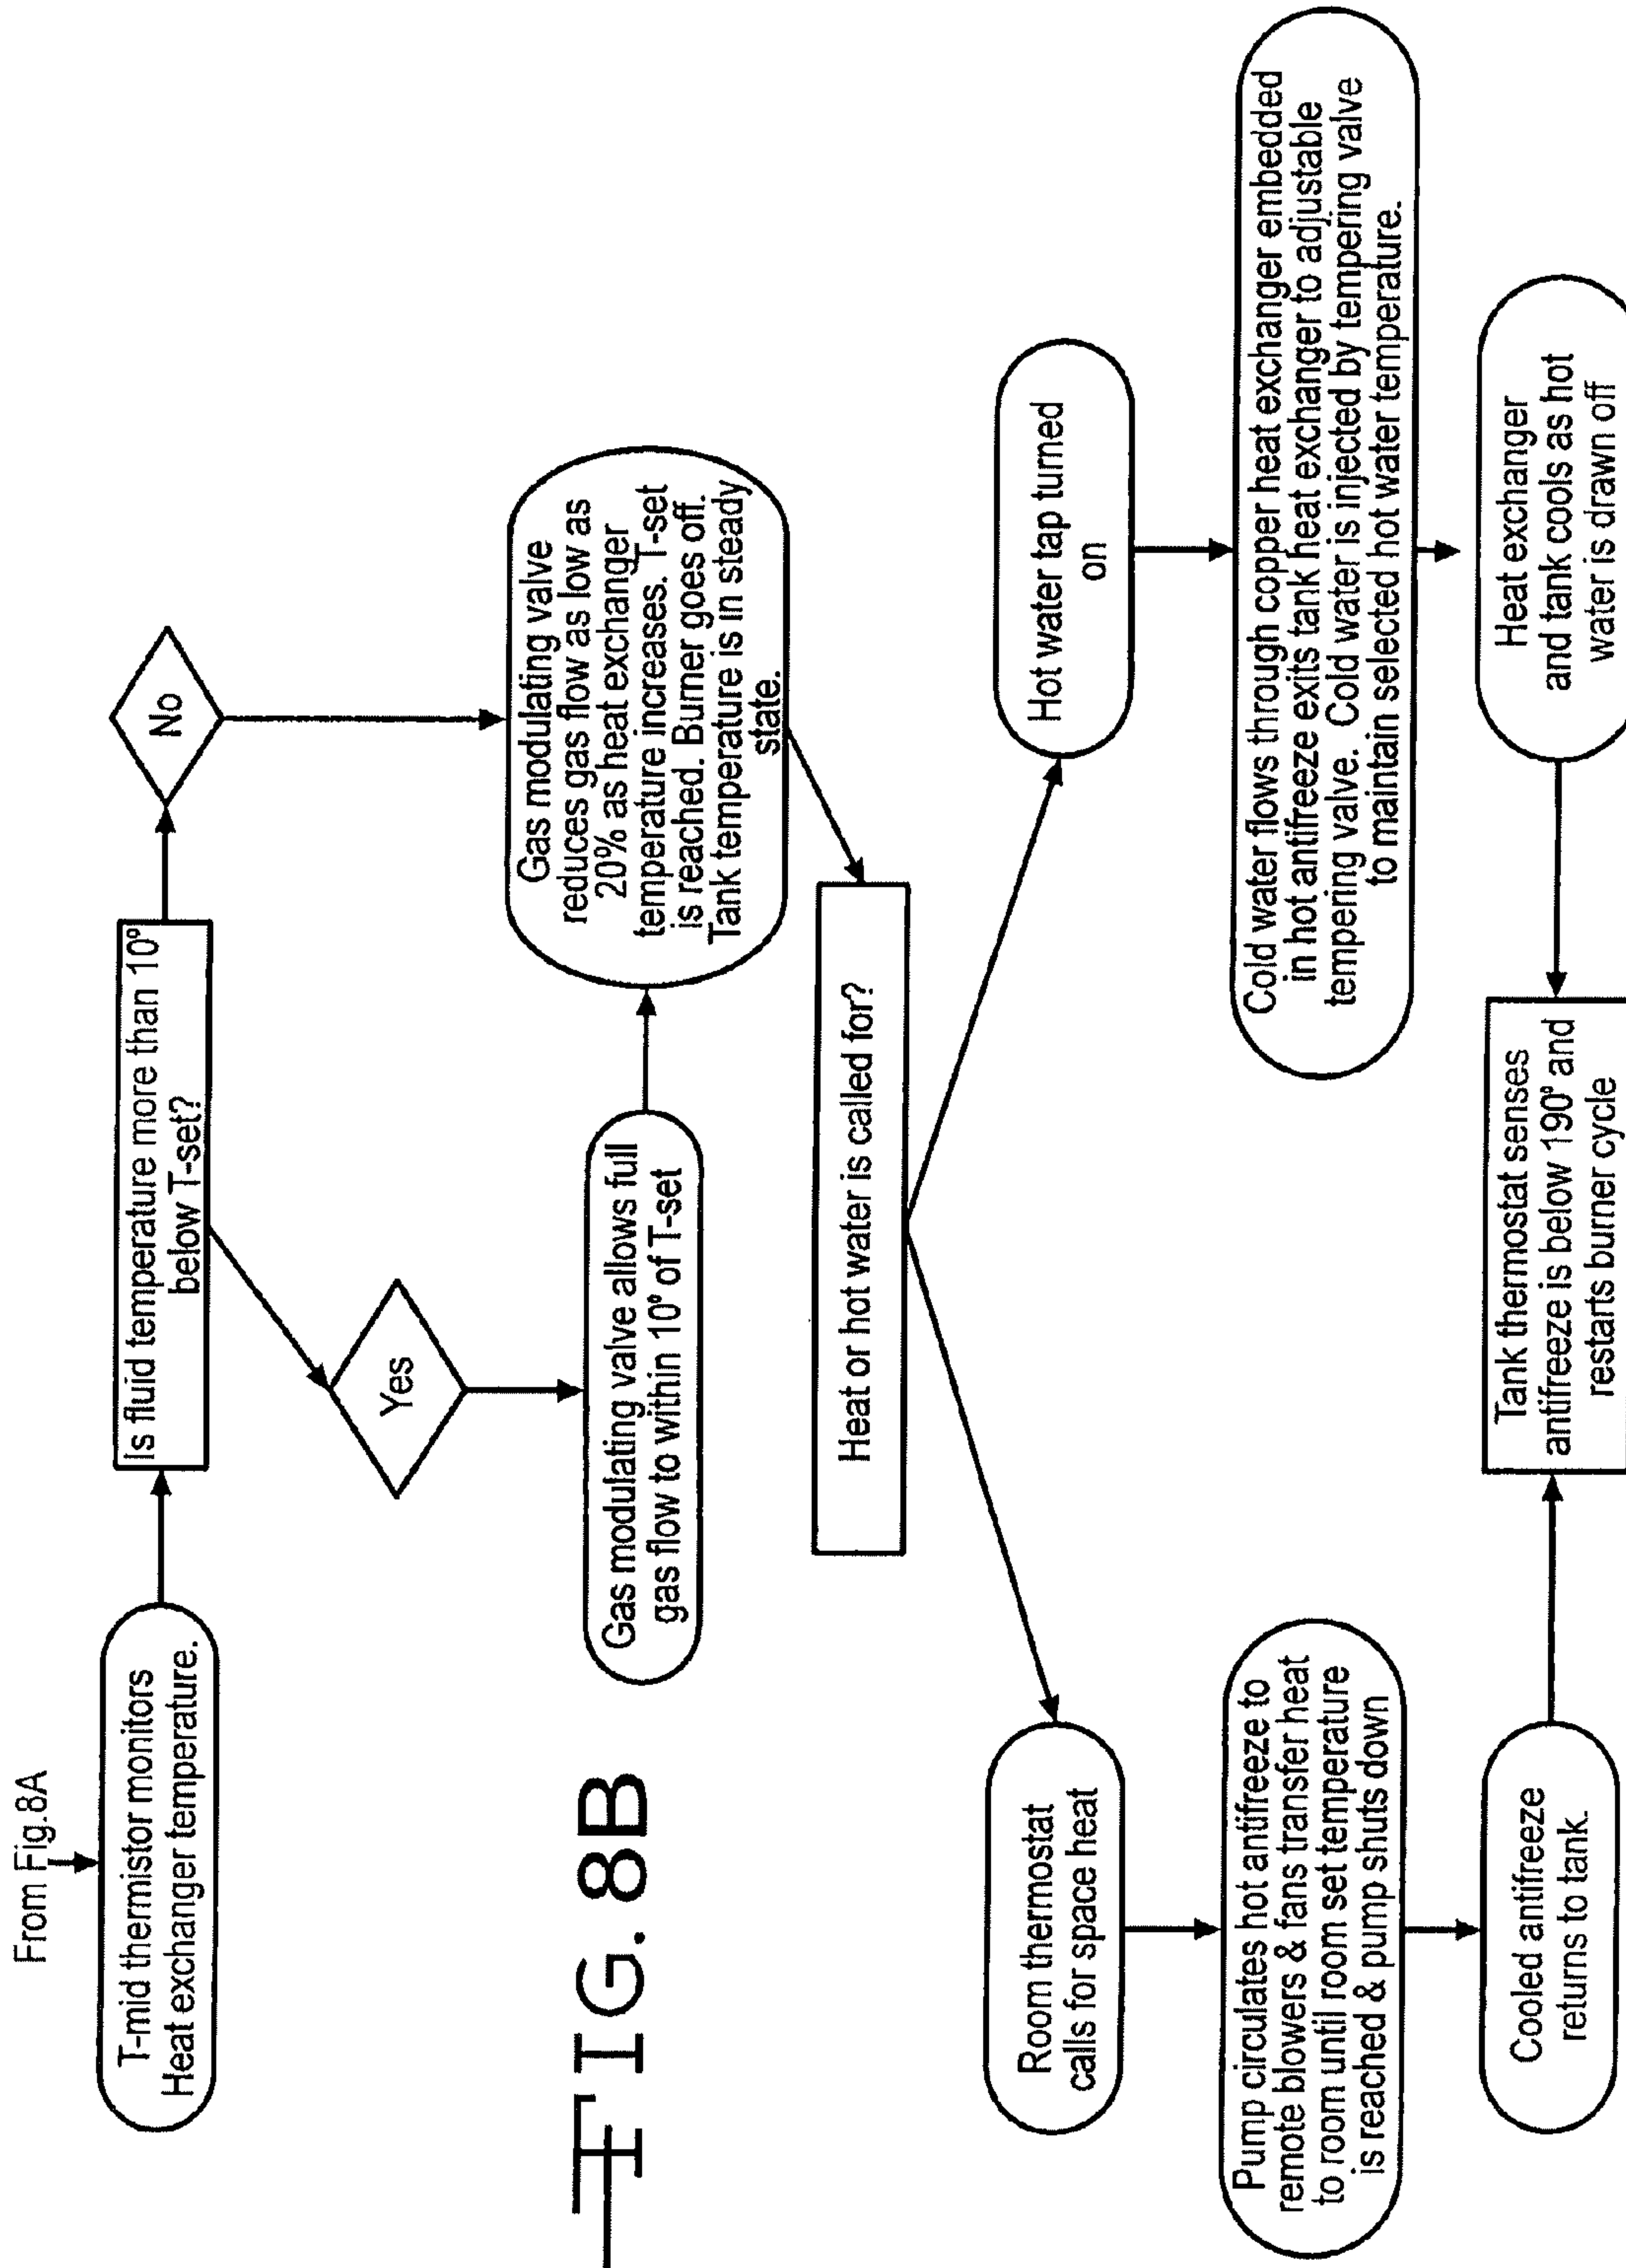 From Fig.8A
T-mid thermistor monitors
Heat exchanger temperature.
Is fluid temperature more than 10°
below T-set?
No
Yes
Gas modulating valve allows full
gas flow to within 10° of T-set
Gas modulating valve
reduces gas flow as low as
20% as heat exchanger
temperature increases. T-set
is reached. Burner goes off.
Tank temperature is in steady
state.
FIG. 8B
Heat or hot water is called for?
Room thermostat
calls for space heat
Hot water tap turned
on
Pump circulates hot antifreeze to
remote blowers & fans transfer heat
to room until room set temperature
is reached & pump shuts down
Cold water flows through copper heat exchanger embedded
in hot antifreeze exits tank heat exchanger to adjustable
tempering valve. Cold water is injected by tempering valve
to maintain selected hot water temperature.
Cooled antifreeze
returns to tank.
Tank thermostat senses
antifreeze is below 190° and
restarts burner cycle
Heat exchanger
and tank cools as hot
water is drawn off